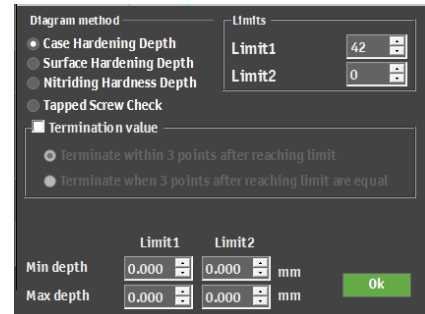 Diagram method
Limits
Case Hardening Depth
Limit1 42
Surface Hardening Depth
Limit2 0
Nitriding Hardness Depth
Tapped Screw Check
Termination value
Terminate within 3 points after reaching limit
Terminate when 3 points after reaching limit are equal
Limit1 Limit2
Min depth 0.000 0.000 mm
Max depth 0.000 0.000 mm
Ok